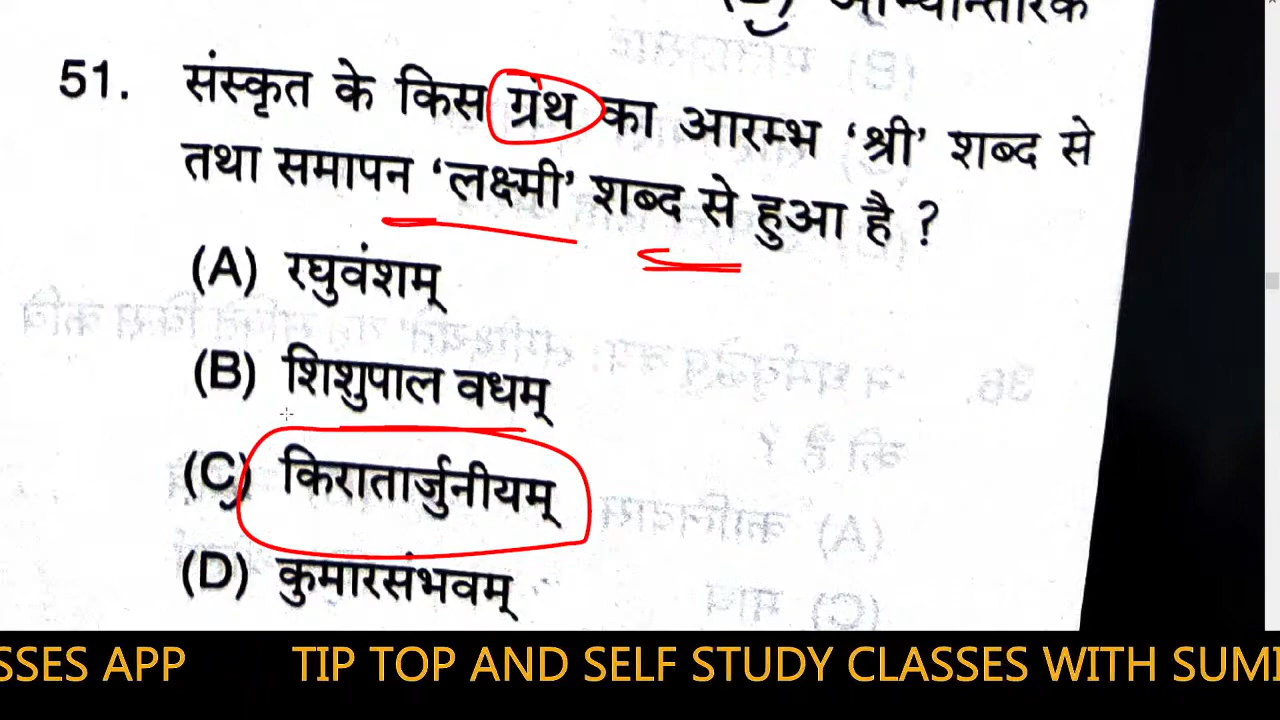 51. संस्कृत के किस ग्रंथ का आरम्भ 'श्री' शब्द से
तथा समापन 'लक्ष्मी' शब्द से हुआ है ?
(A) रघुवंशम्
(B) शिशुपाल वधम्
(C) किरातार्जुनीयम्
(D) कुमारसंभवम्
SSES APP TIP TOP AND SELF STUDY CLASSES WITH SUMI